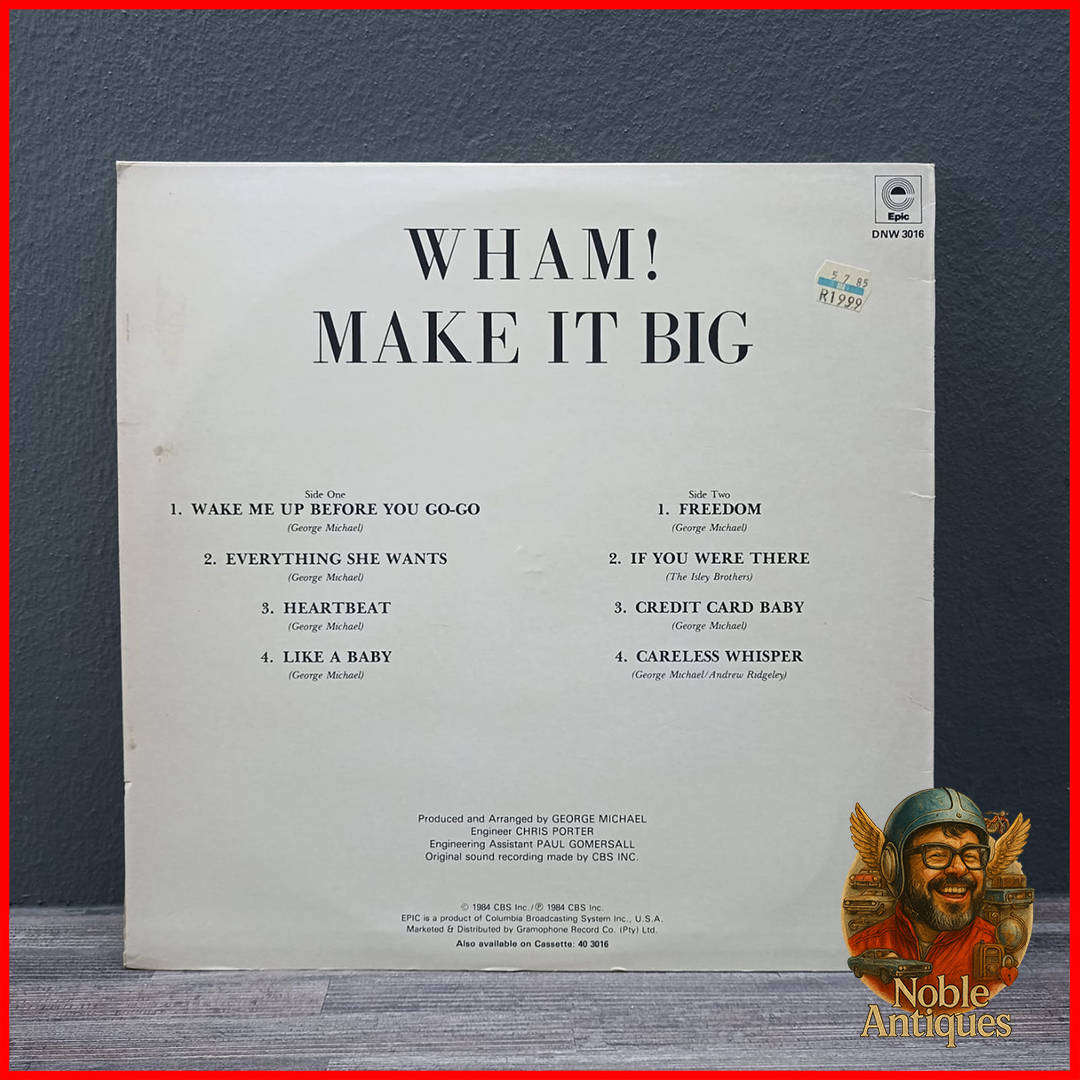 Epic
DNW 3016
WHAM!
5 7 85
R1999
MAKE IT BIG
Side One
1. WAKE ME UP BEFORE YOU GO-GO
(George Michael)
2. EVERYTHING SHE WANTS
(George Michael)
3. HEARTBEAT
(George Michael)
4. LIKE A BABY
(George Michael)
Side Two
1. FREEDOM
(George Michael)
2. IF YOU WERE THERE
(The Isley Brothers)
3. CREDIT CARD BABY
(George Michael)
4. CARELESS WHISPER
(George Michael/Andrew Ridgeley)
Produced and Arranged by GEORGE MICHAEL
Engineer CHRIS PORTER
Engineering Assistant PAUL GOMERSALL
Original sound recording made by CBS INC.
© 1984 CBS Inc./℗ 1984 CBS Inc.
EPIC is a product of Columbia Broadcasting System Inc., U.S.A.
Marketed & Distributed by Gramophone Record Co. (Pty) Ltd.
Also available on Cassette: 40 3016
Noble
Antiques